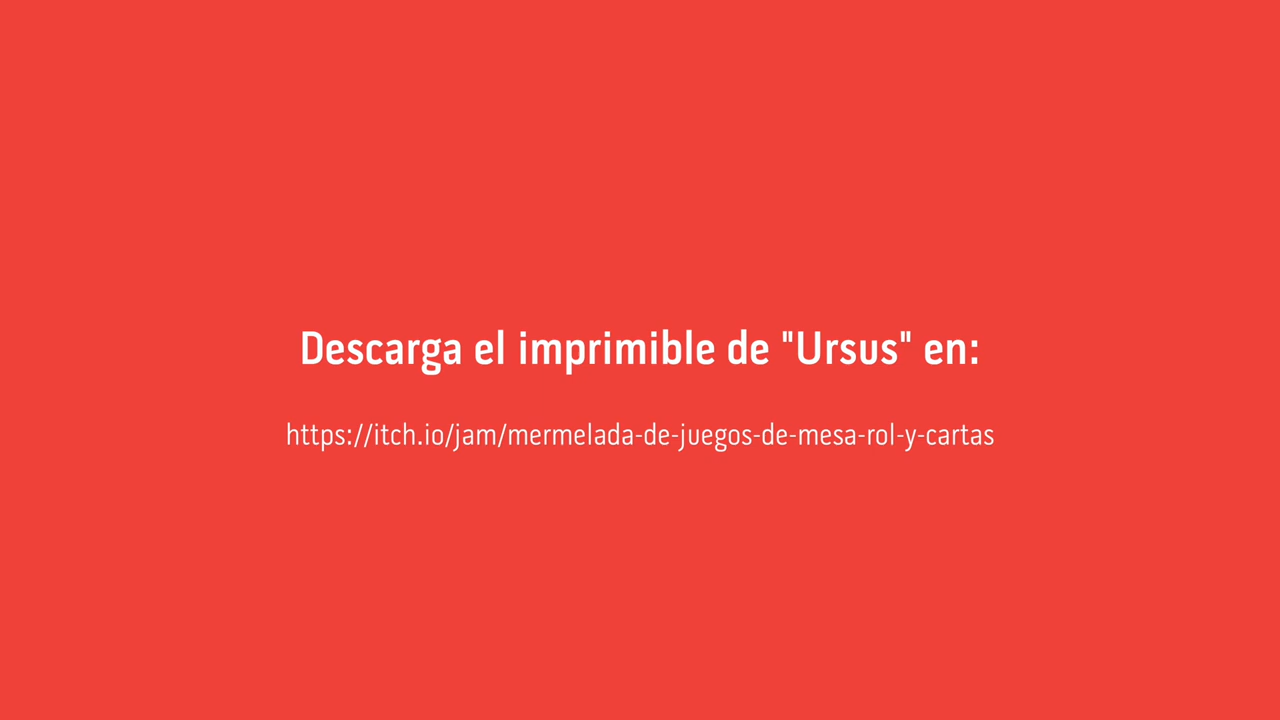 Descarga el imprimible de "Ursus" en:
https://itch.io/jam/mermelada-de-juegos-de-mesa-rol-y-cartas